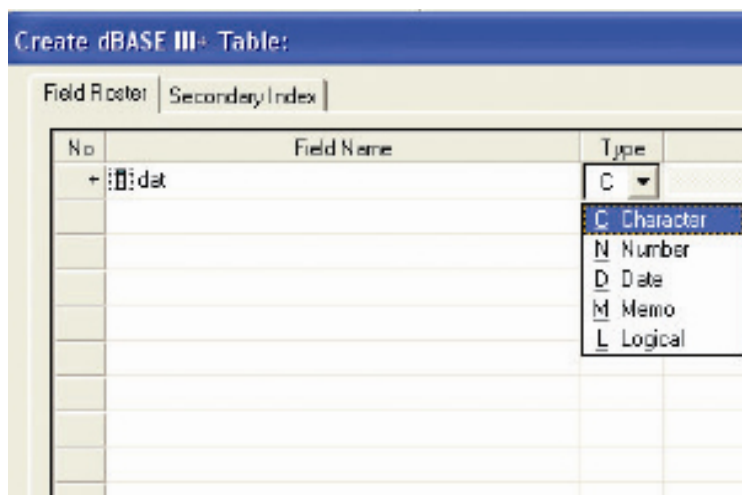 Create dBASE III+ Table:
Field Roster Secondary Index
No Field Name Type
+ dat C
C Character
N Number
D Date
M Memo
L Logical